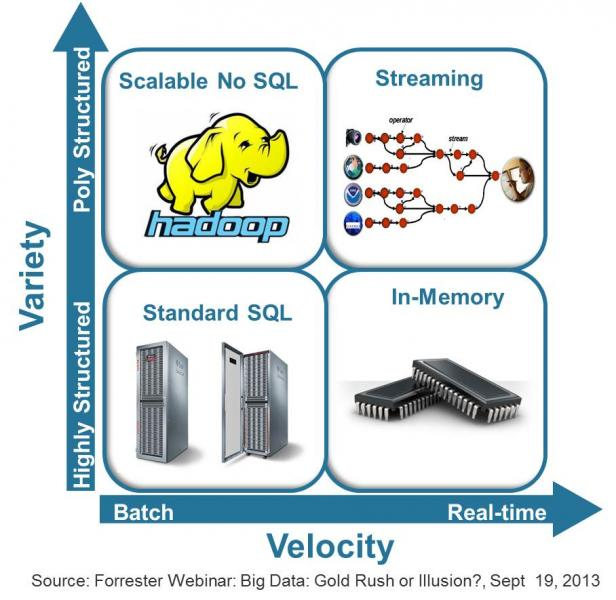 Scalable No SQL
Streaming
operator
stream
hadoop
Poly Structured
Variety
Highly Structured
Standard SQL
In-Memory
Batch
Real-time
Velocity
Source: Forrester Webinar: Big Data: Gold Rush or Illusion?, Sept 19, 2013